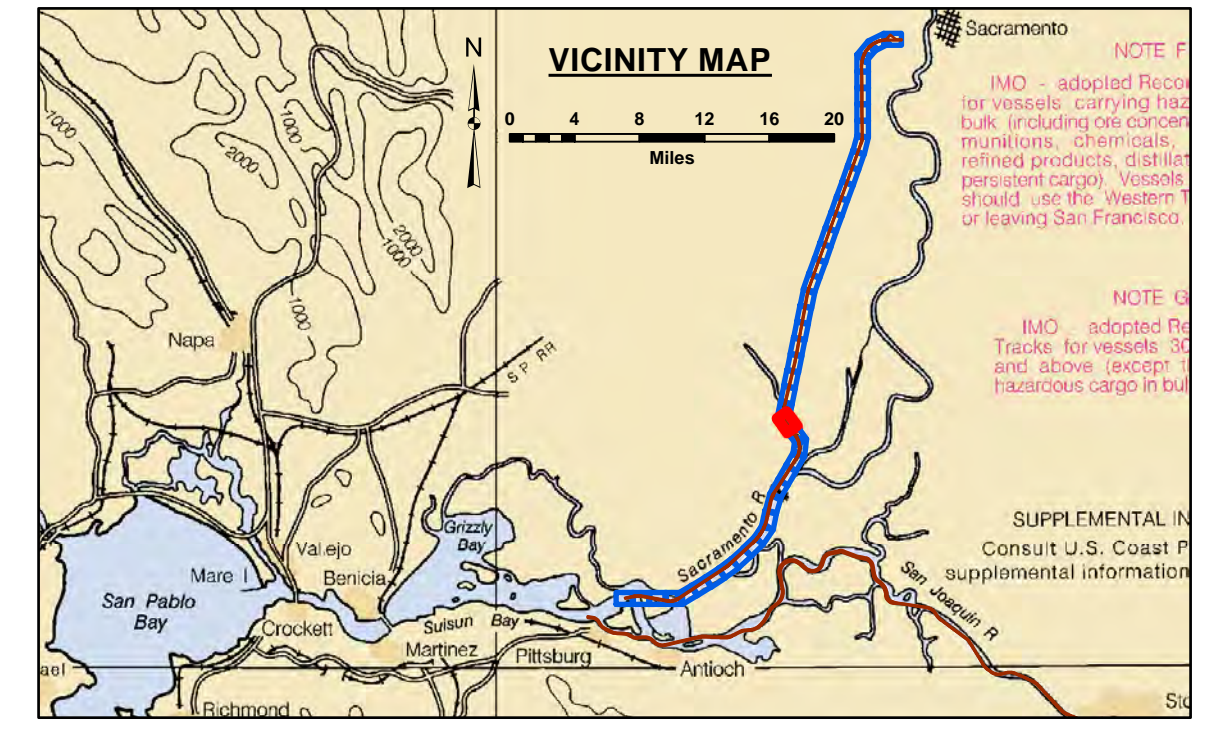 N
VICINITY MAP
0 4 8 12 16 20
Miles
Sacramento
NOTE F
IMO - adopted Recor
for vessels carrying haz
bulk (including ore concen
munitions, chemicals,
refined products, distillat
persistent cargo). Vessels
should use the Western T
or leaving San Francisco.
NOTE G
IMO - adopted Re
Tracks for vessels 30
and above (except t
hazardous cargo in bul
SUPPLEMENTAL IN
Consult U.S. Coast P
supplemental information
1000
2000
1000
2000
1000
1000
Napa
S P RR
Grizzly
Bay
Sacramento R
San Joaquin R
Vallejo
Mare I
Benicia
San Pablo
Bay
Crockett
Suisun Bay
Martinez
Pittsburg
Antioch
ael
Richmond
Sto